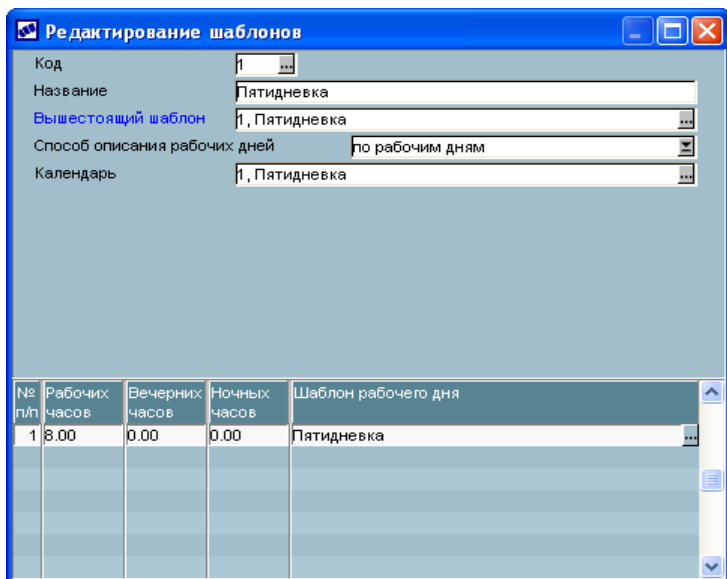 Редактирование шаблонов
Код 1 ...
Название Пятидневка
Вышестоящий шаблон 1, Пятидневка ...
Способ описания рабочих дней по рабочим дням
Календарь 1, Пятидневка ...
№ п/п Рабочих часов Вечерних часов Ночных часов Шаблон рабочего дня
1 8.00 0.00 0.00 Пятидневка ...